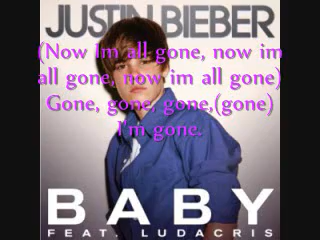 JUSTIN BIEBER
(Now Im all gone, now im
all gone, now im all gone)
Gone, gone, gone,(gone)
I'm gone.
BABY
FEAT. LUDACRIS